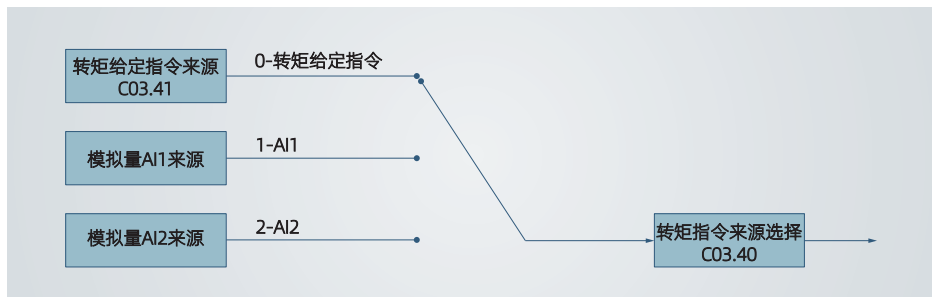 转矩给定指令来源
C03.41
0-转矩给定指令
模拟量AI1来源
1-AI1
模拟量AI2来源
2-AI2
转矩指令来源选择
C03.40